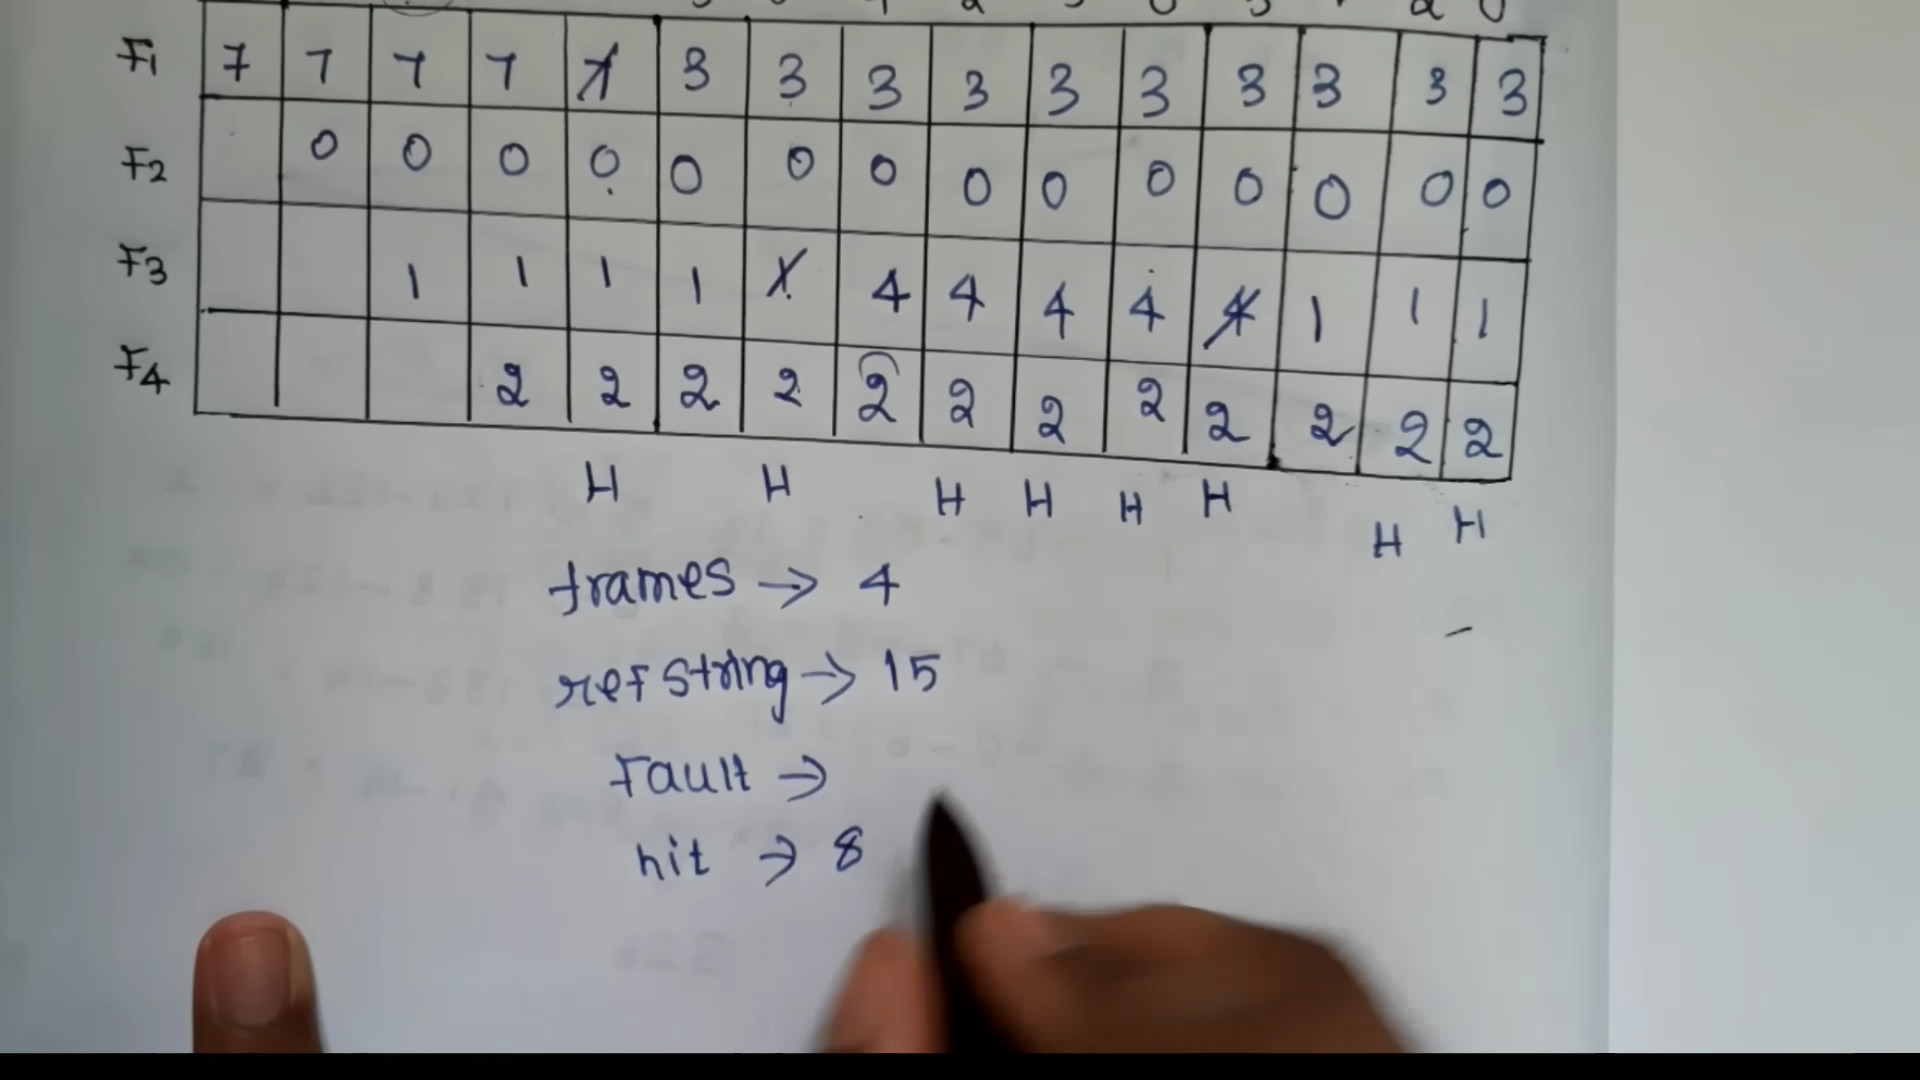 F1 7 7 7 7 7 3 3 3 3 3 3 3 3 3 3
F2 0 0 0 0 0 0 0 0 0 0 0 0 0 0
F3 1 1 1 1 1 4 4 4 4 4 1 1 1
F4 2 2 2 2 2 2 2 2 2 2 2 2
H H H H H H H H
frames → 4
ref string → 15
Fault →
hit → 8